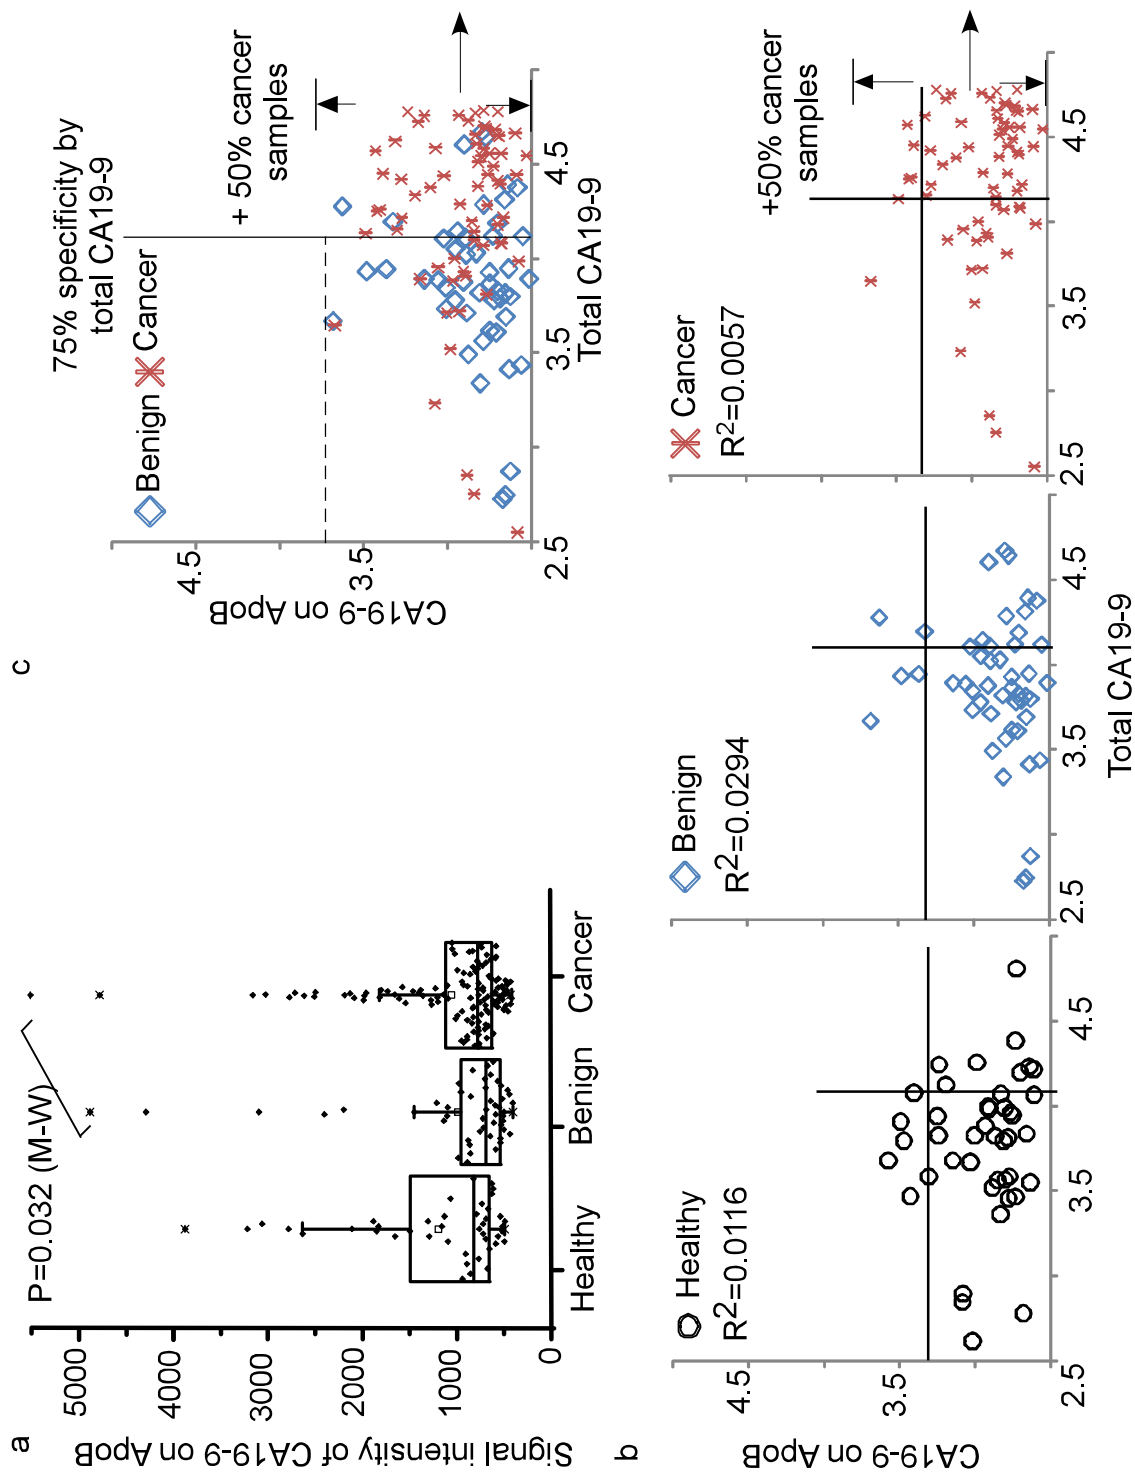 a
Signal intensity of CA19-9 on ApoB
5000
4000
3000
2000
1000
0
P=0.032 (M-W)
Healthy
Benign
Cancer
c
75% specificity by
total CA19-9
Benign
Cancer
+ 50% cancer
samples
CA19-9 on ApoB
4.5
3.5
2.5
3.5
4.5
Total CA19-9
b
CA19-9 on ApoB
4.5
3.5
Healthy
R²=0.0116
2.5
3.5
4.5
Benign
R²=0.0294
2.5
3.5
4.5
Cancer
R²=0.0057
+50% cancer
samples
2.5
3.5
4.5
Total CA19-9